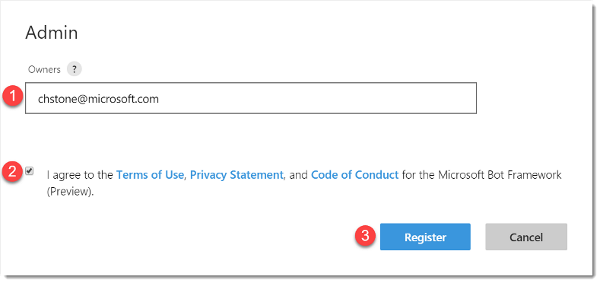 Admin
Owners ?
1 chstone@microsoft.com
2 I agree to the Terms of Use, Privacy Statement, and Code of Conduct for the Microsoft Bot Framework
(Preview).
3 Register Cancel